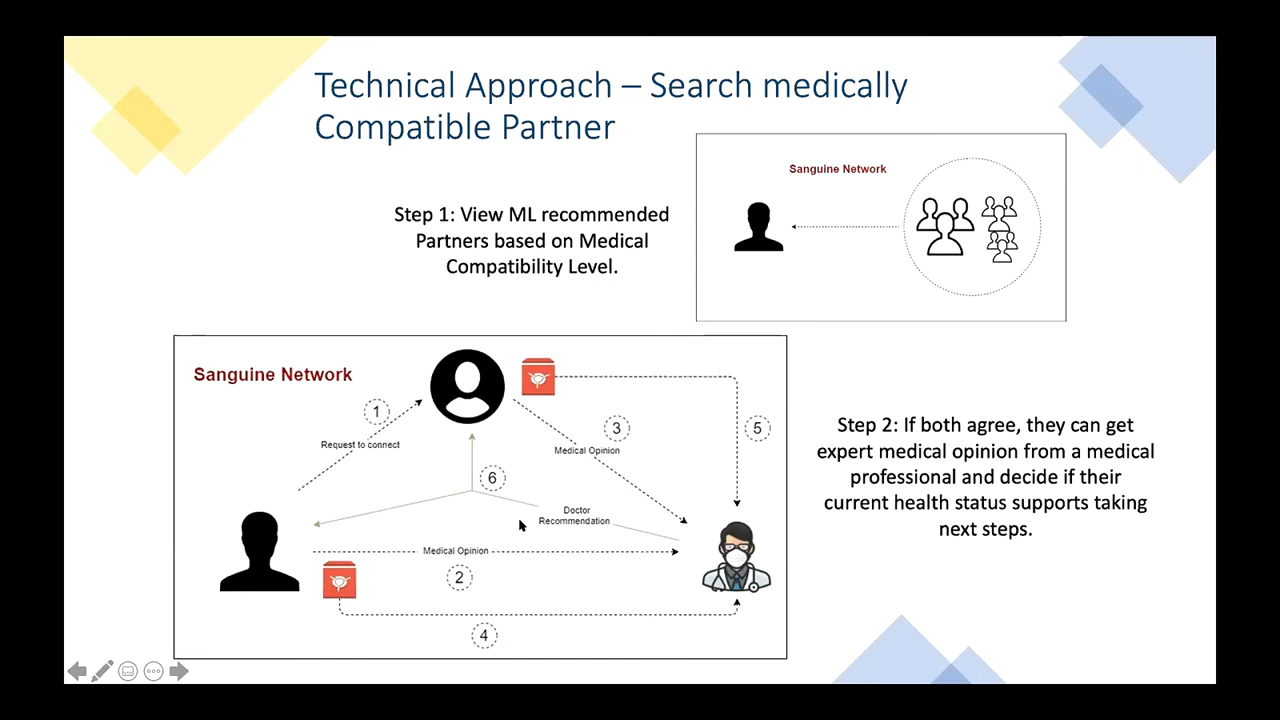 Technical Approach – Search medically
Compatible Partner
Sanguine Network
Step 1: View ML recommended
Partners based on Medical
Compatibility Level.
Sanguine Network
1
Request to connect
3
Medical Opinion
5
6
Doctor
Recommendation
Medical Opinion
2
4
Step 2: If both agree, they can get
expert medical opinion from a medical
professional and decide if their
current health status supports taking
next steps.